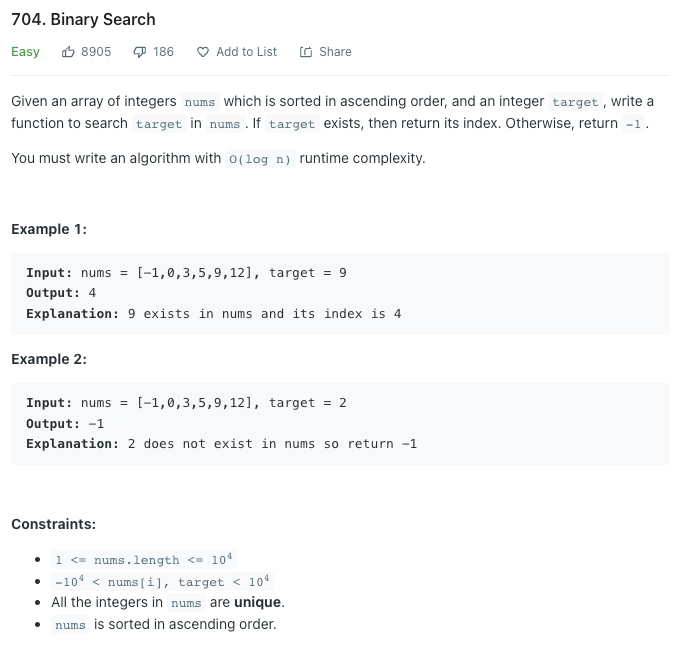 704. Binary Search
Easy 8905 186 Add to List Share
Given an array of integers nums which is sorted in ascending order, and an integer target, write a
function to search target in nums. If target exists, then return its index. Otherwise, return -1.
You must write an algorithm with O(log n) runtime complexity.
Example 1:
Input: nums = [-1,0,3,5,9,12], target = 9
Output: 4
Explanation: 9 exists in nums and its index is 4
Example 2:
Input: nums = [-1,0,3,5,9,12], target = 2
Output: -1
Explanation: 2 does not exist in nums so return -1
Constraints:
• 1 <= nums.length <= 10⁴
• -10⁴ < nums[i], target < 10⁴
• All the integers in nums are unique.
• nums is sorted in ascending order.